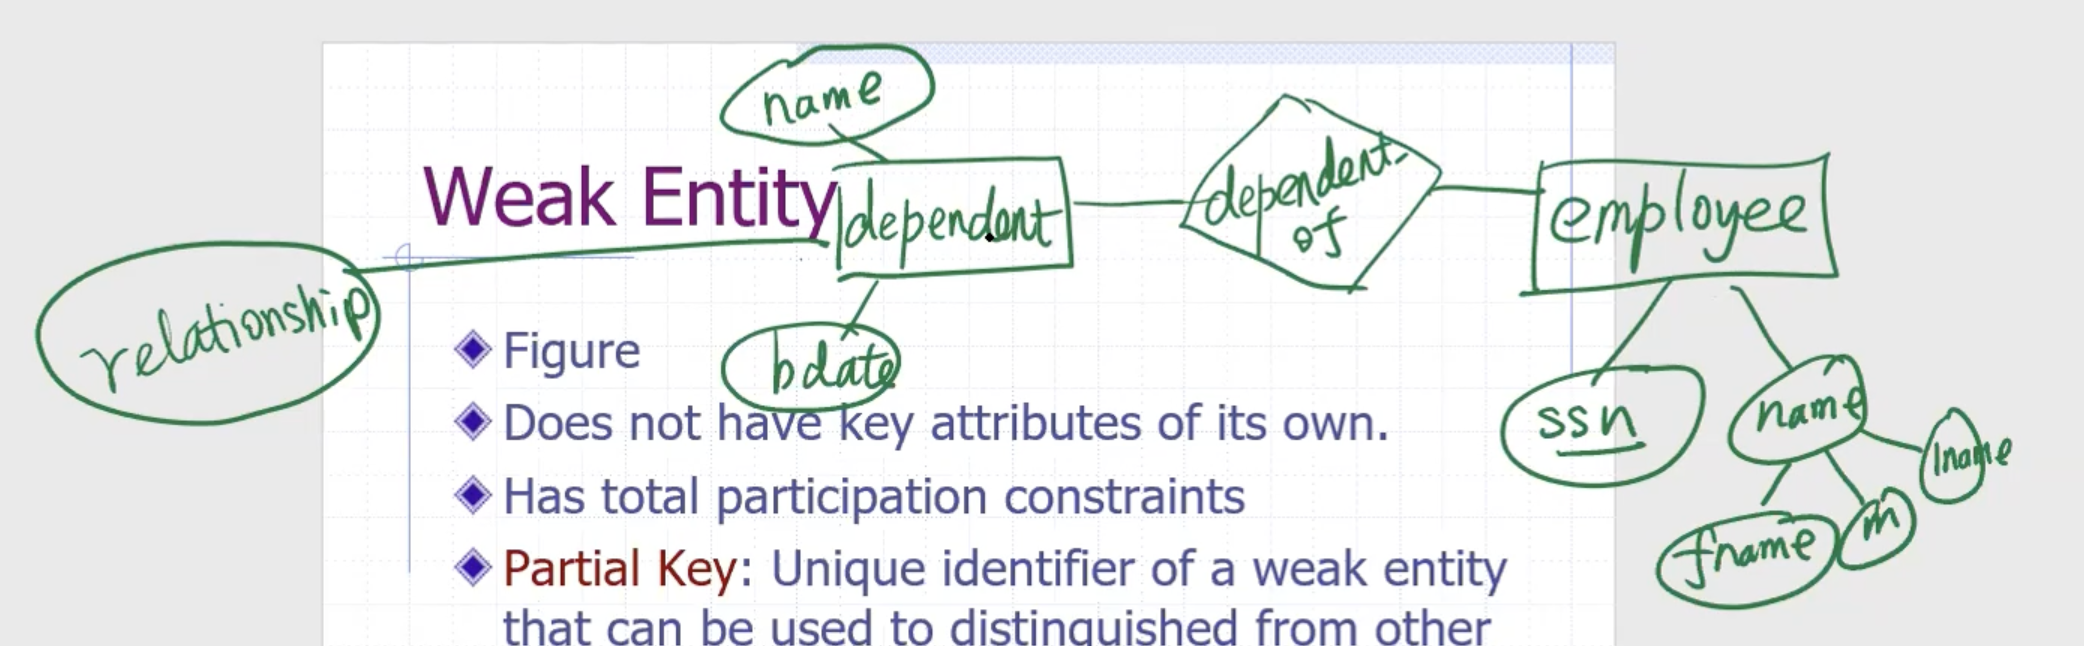 name
Weak Entity
dependent
dependent-
of
employee
relationship
Figure
bdate
Does not have key attributes of its own.
ssn
name
lname
Has total participation constraints
fname
m
Partial Key: Unique identifier of a weak entity
that can be used to distinguished from other